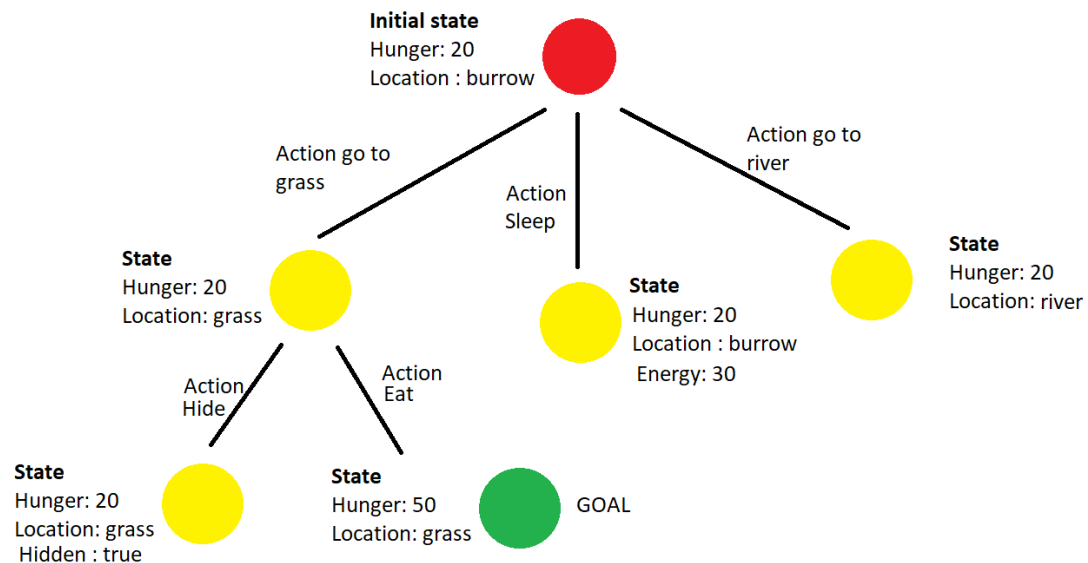 Initial state
Hunger: 20
Location : burrow
Action go to
grass
Action
Sleep
Action go to
river
State
Hunger: 20
Location: grass
State
Hunger: 20
Location : burrow
Energy: 30
State
Hunger: 20
Location: river
Action
Hide
Action
Eat
State
Hunger: 20
Location: grass
Hidden : true
State
Hunger: 50
Location: grass
GOAL